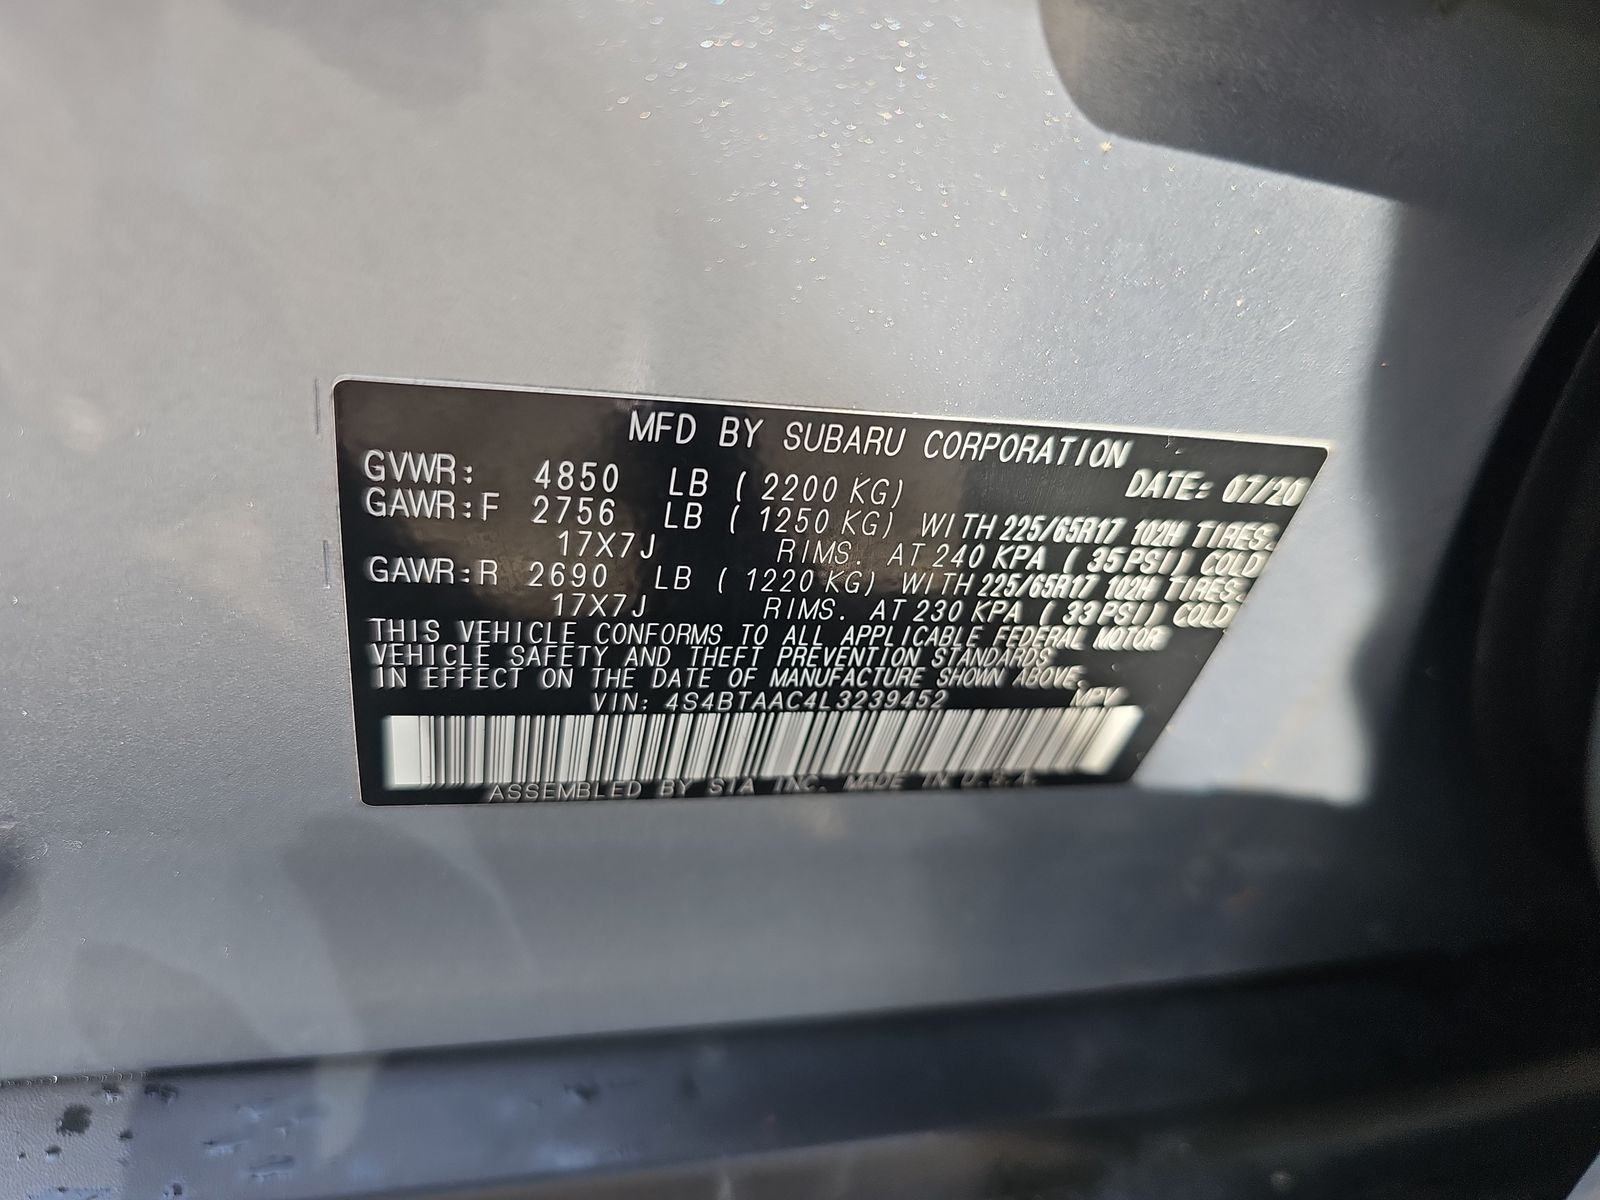 MFD BY SUBARU CORPORATION
GVWR: 4850 LB (2200 KG) DATE: 07/20
GAWR:F 2756 LB (1250 KG) WITH 225/65R17 102H TIRES.
17X7J RIMS. AT 240 KPA (35PSI) COLD
GAWR:R 2690 LB (1220 KG) WITH 225/65R17 102H TIRES.
17X7J RIMS. AT 230 KPA (33PSI) COLD.
THIS VEHICLE CONFORMS TO ALL APPLICABLE FEDERAL MOTOR
VEHICLE SAFETY AND THEFT PREVENTION STANDARDS
IN EFFECT ON THE DATE OF MANUFACTURE SHOWN ABOVE.
VIN: 4S4BTAAC4L3239452 MPV
ASSEMBLED BY SIA INC. MADE IN U.S.A.